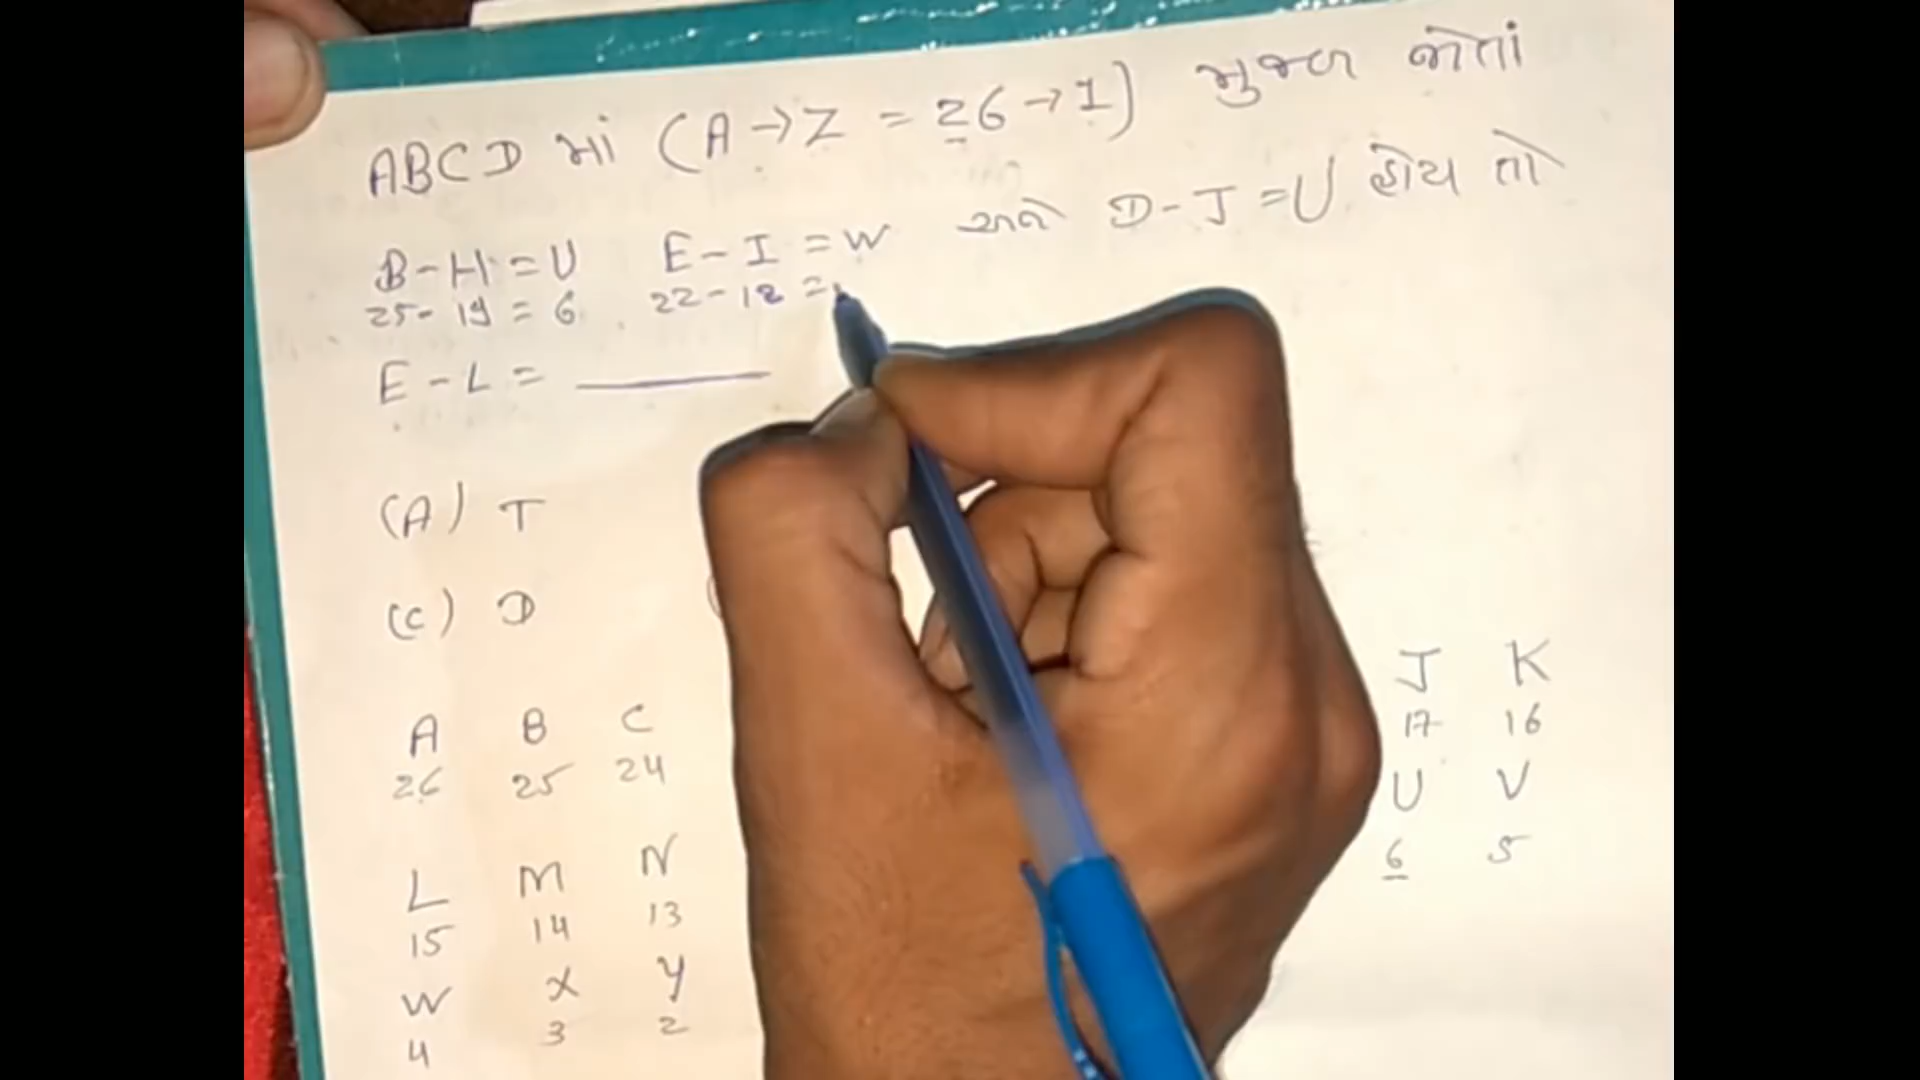 ABCD માં (A→Z = 26→1) મુજબ જોતાં
B-H=U E-I=W અને D-J=U હોય તો
25-19=6 22-18=
E-L= ______
(A) T
(C) D
J K
A B C 17 16
26 25 24 U V
L M N 6 5
15 14 13
W X Y
4 3 2